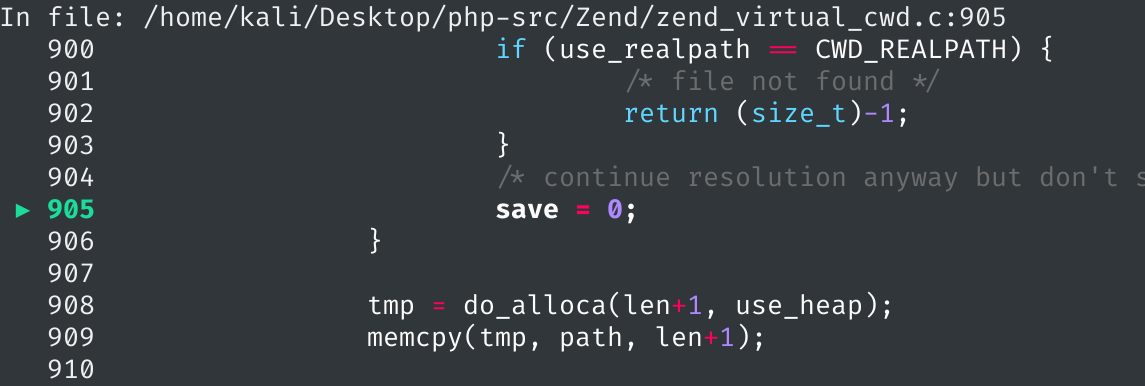 In file: /home/kali/Desktop/php-src/Zend/zend_virtual_cwd.c:905
900 if (use_realpath == CWD_REALPATH) {
901 /* file not found */
902 return (size_t)-1;
903 }
904 /* continue resolution anyway but don't s
► 905 save = 0;
906 }
907
908 tmp = do_alloca(len+1, use_heap);
909 memcpy(tmp, path, len+1);
910